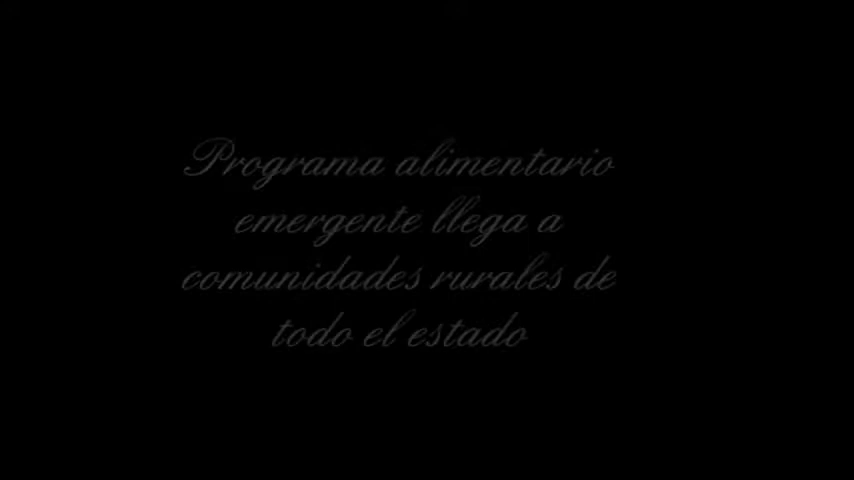 Programa alimentario
emergente llega a
comunidades rurales de
todo el estado